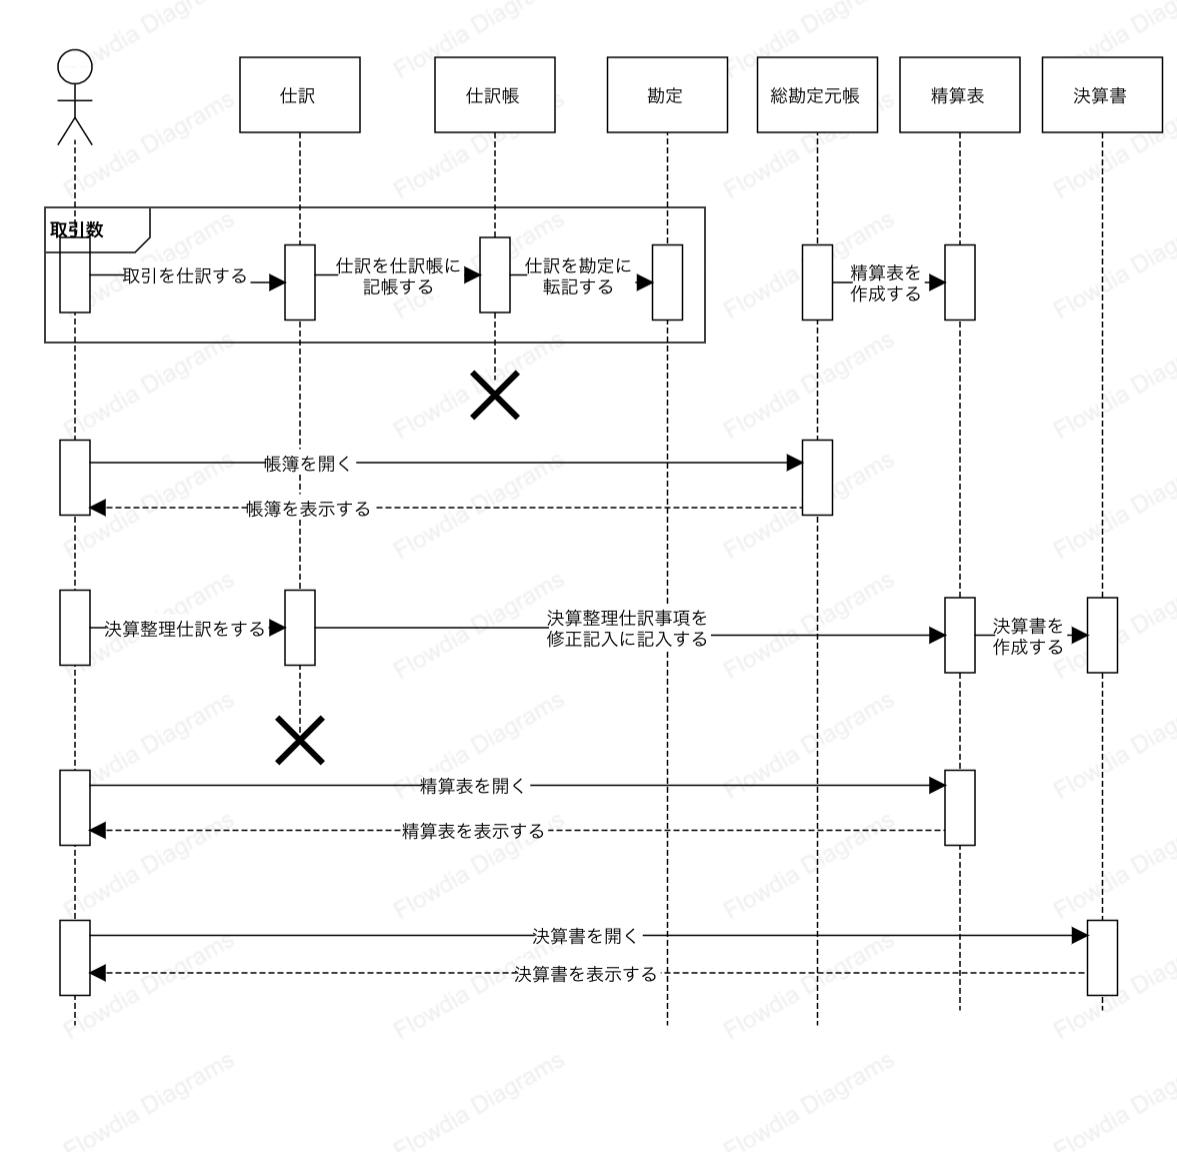 仕訳
仕訳帳
勘定
総勘定元帳
精算表
決算書
取引数
取引を仕訳する
仕訳を仕訳帳に
記帳する
仕訳を勘定に
転記する
精算表を
作成する
帳簿を開く
帳簿を表示する
決算整理仕訳をする
決算整理仕訳事項を
修正記入に記入する
決算書を
作成する
精算表を開く
精算表を表示する
決算書を開く
決算書を表示する
Flowdia Diagrams